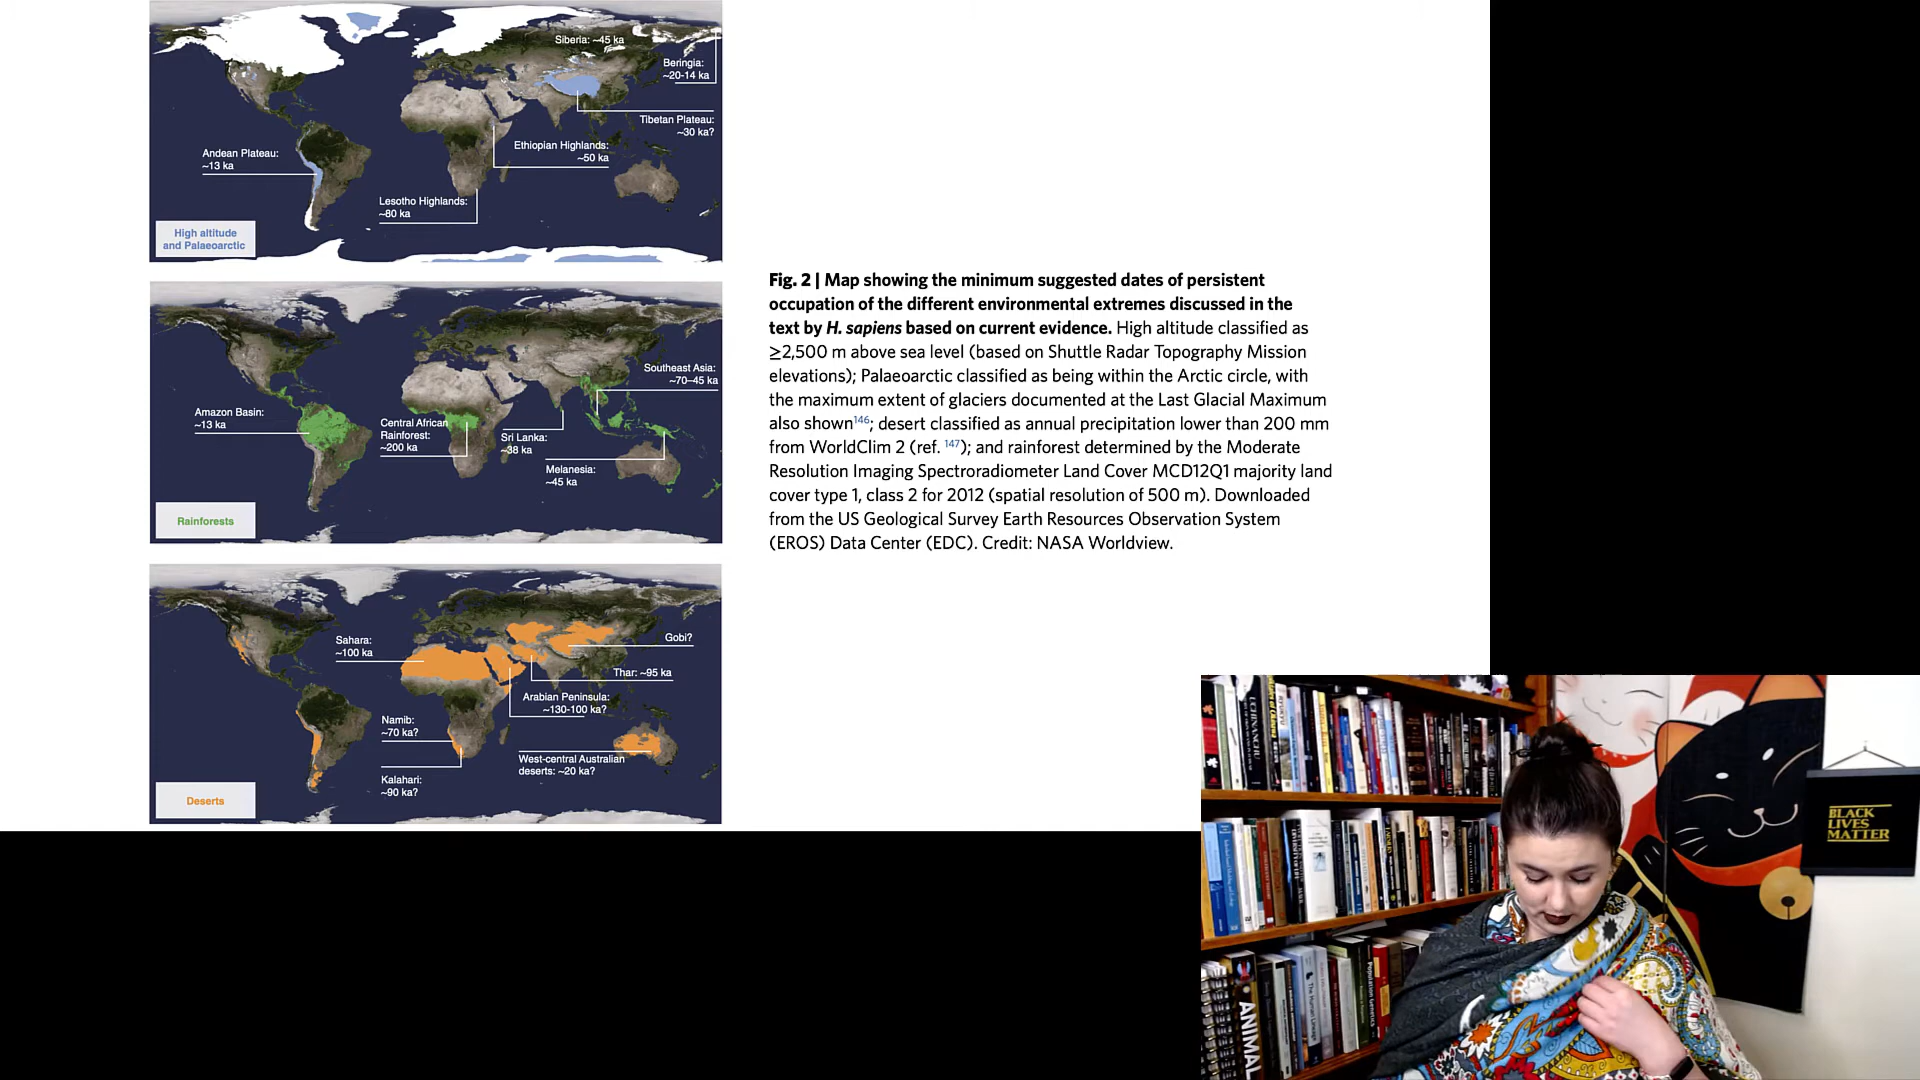 Siberia: ~45 ka
Beringia:
~20-14 ka
Tibetan Plateau:
~30 ka?
Ethiopian Highlands:
~50 ka
Andean Plateau:
~13 ka
Lesotho Highlands:
~80 ka
High altitude
and Palaeoarctic
Southeast Asia:
~70–45 ka
Amazon Basin:
~13 ka
Central African
Rainforest:
~200 ka
Sri Lanka:
~38 ka
Melanesia:
~45 ka
Rainforests
Sahara:
~100 ka
Gobi?
Thar: ~95 ka
Arabian Peninsula:
~130-100 ka?
Namib:
~70 ka?
West-central Australian
deserts: ~20 ka?
Kalahari:
~90 ka?
Deserts
Fig. 2 | Map showing the minimum suggested dates of persistent
occupation of the different environmental extremes discussed in the
text by H. sapiens based on current evidence. High altitude classified as
≥2,500 m above sea level (based on Shuttle Radar Topography Mission
elevations); Palaeoarctic classified as being within the Arctic circle, with
the maximum extent of glaciers documented at the Last Glacial Maximum
also shown146; desert classified as annual precipitation lower than 200 mm
from WorldClim 2 (ref. 147); and rainforest determined by the Moderate
Resolution Imaging Spectroradiometer Land Cover MCD12Q1 majority land
cover type 1, class 2 for 2012 (spatial resolution of 500 m). Downloaded
from the US Geological Survey Earth Resources Observation System
(EROS) Data Center (EDC). Credit: NASA Worldview.
BLACK
LIVES
MATTER
The Human Lineage
Population Genetics
ANIMAL